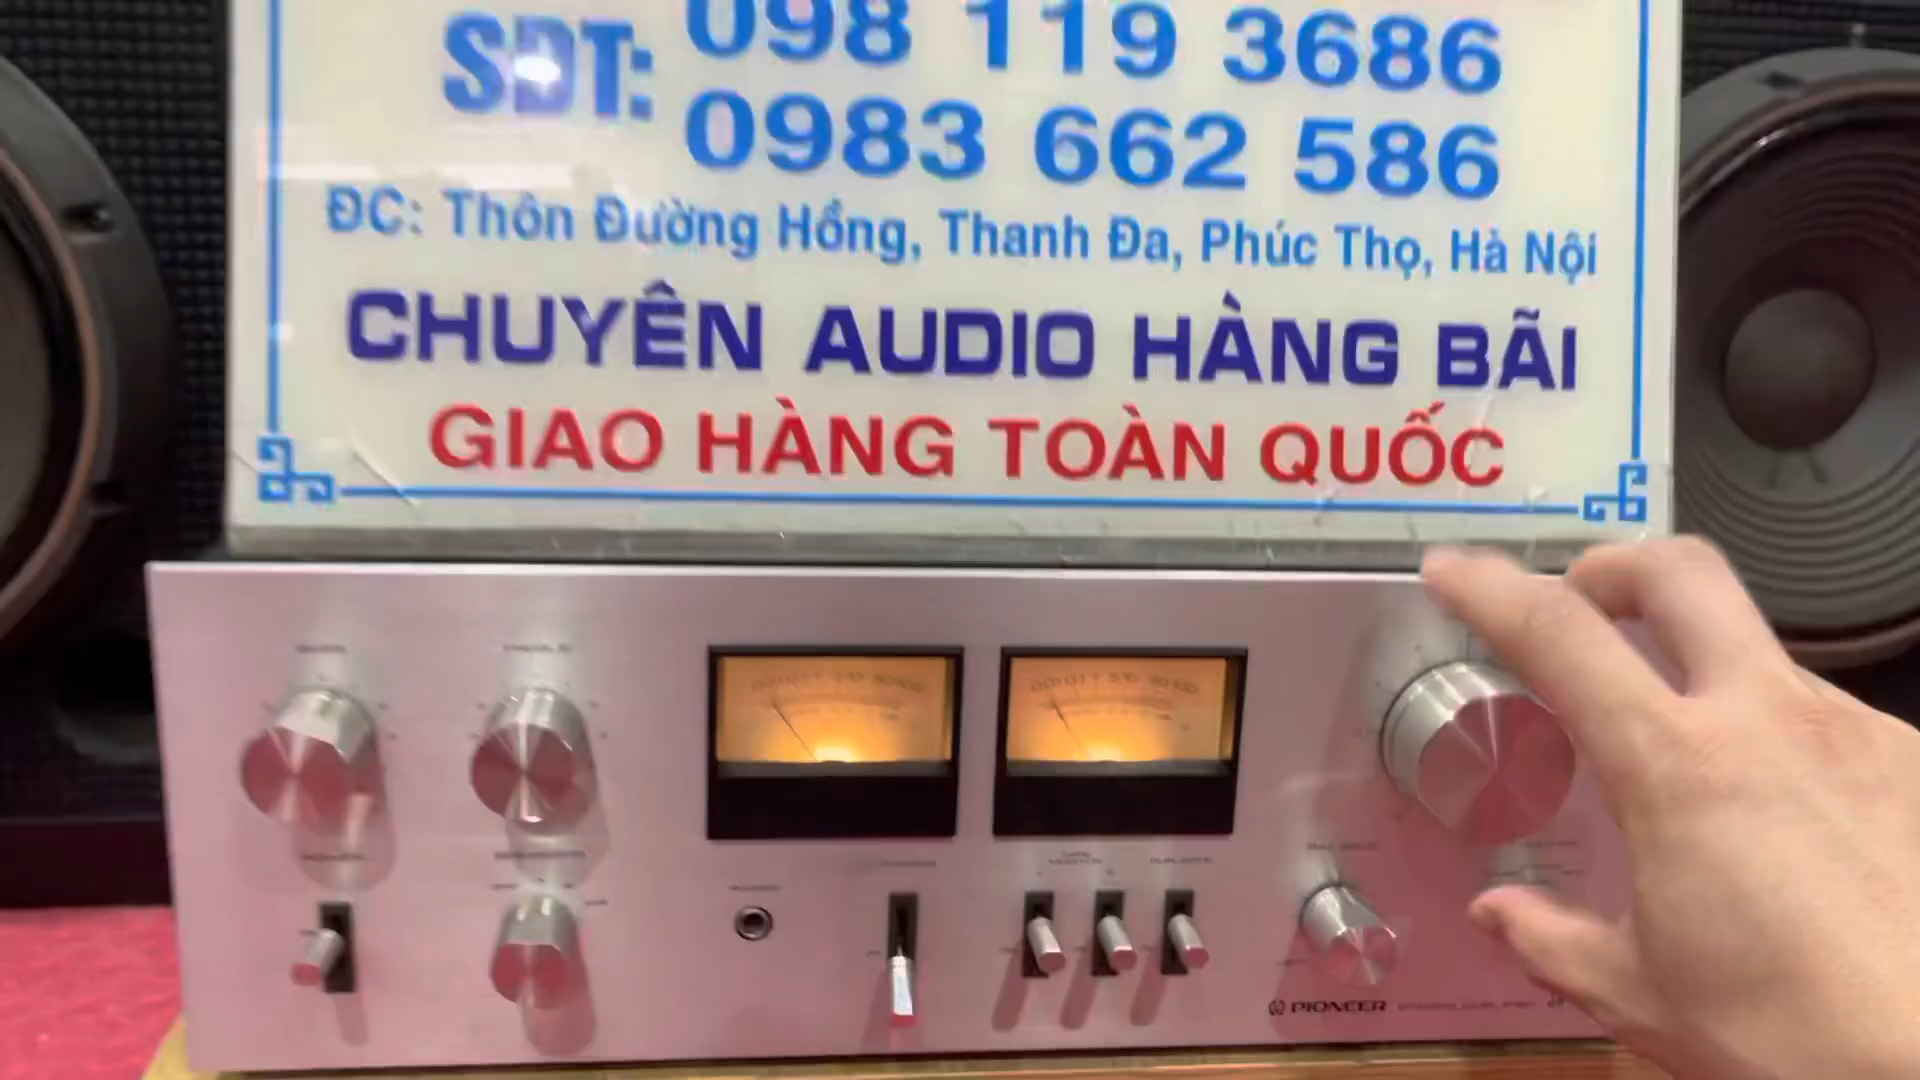 SĐT: 098 119 3686
0983 662 586
ĐC: Thôn Đường Hồng, Thanh Đa, Phúc Thọ, Hà Nội
CHUYÊN AUDIO HÀNG BÃI
GIAO HÀNG TOÀN QUỐC
PIONEER